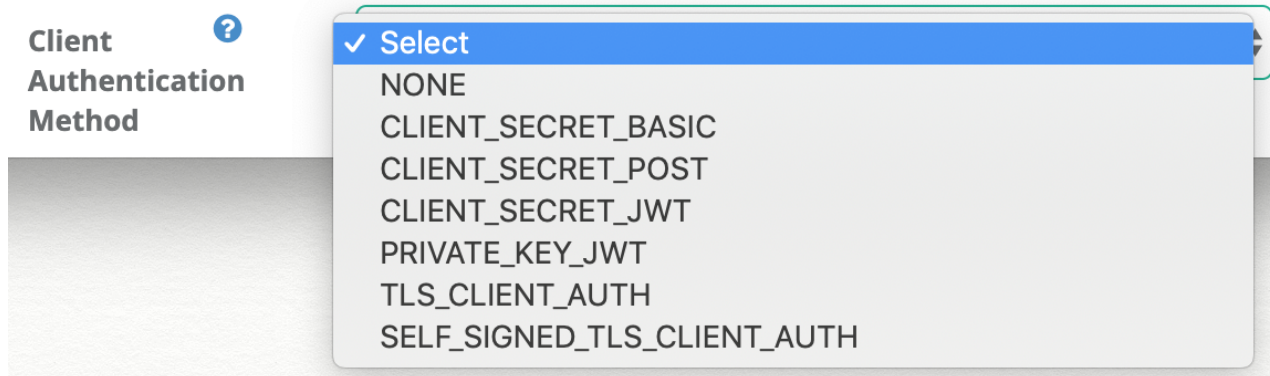 Client
Authentication
Method
?
✓ Select
NONE
CLIENT_SECRET_BASIC
CLIENT_SECRET_POST
CLIENT_SECRET_JWT
PRIVATE_KEY_JWT
TLS_CLIENT_AUTH
SELF_SIGNED_TLS_CLIENT_AUTH